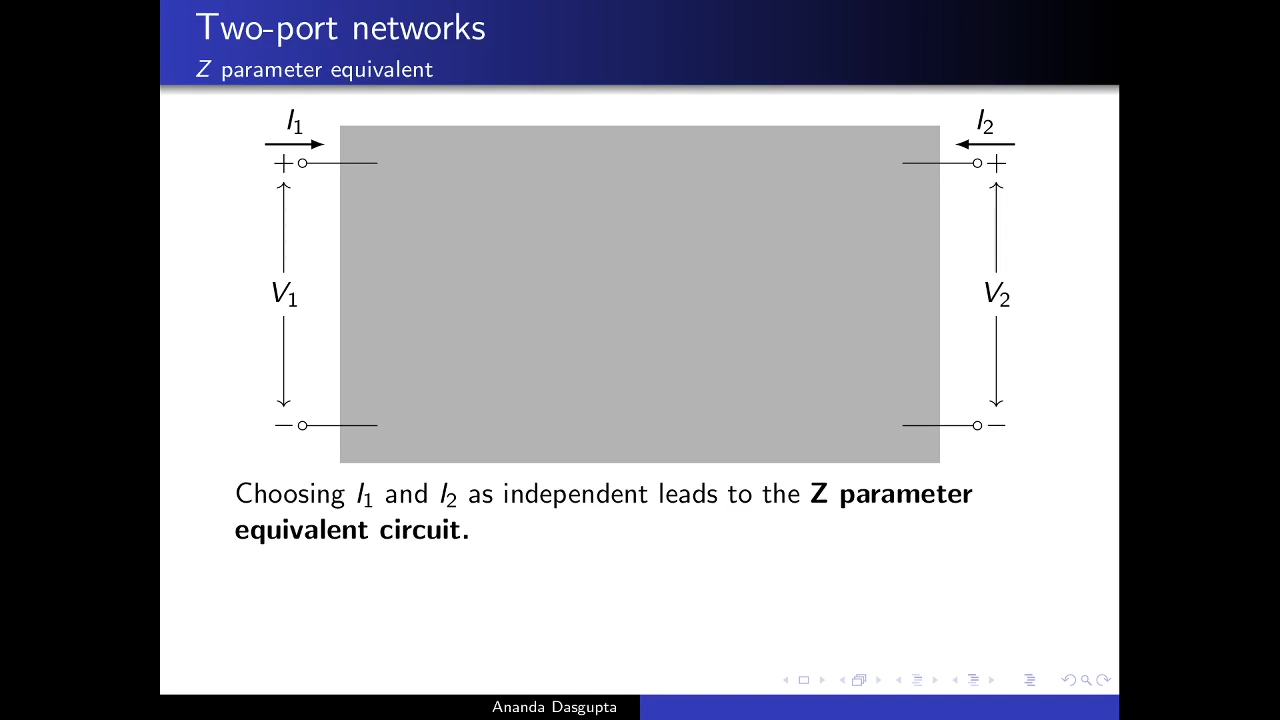 Two-port networks
Z parameter equivalent
I1 I2
+ +
V1 V2
− −
Choosing I1 and I2 as independent leads to the Z parameter
equivalent circuit.
Ananda Dasgupta